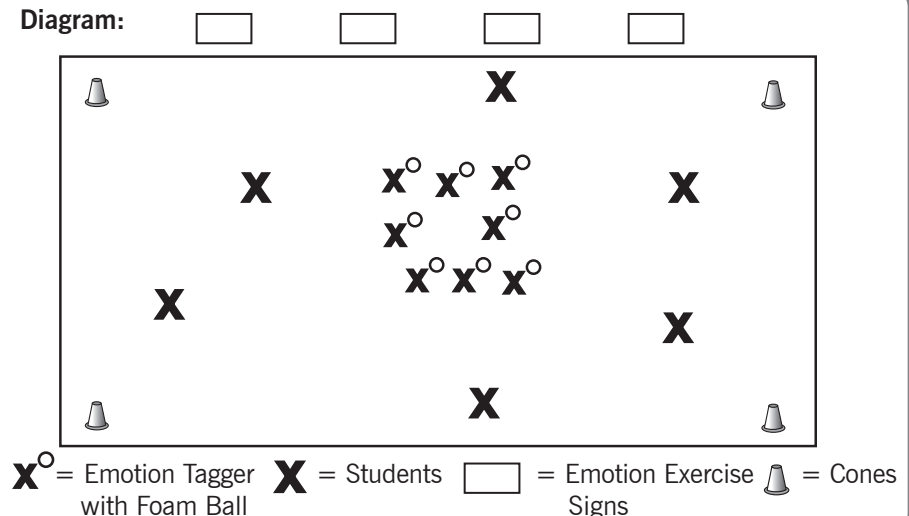 Diagram:
X° = Emotion Tagger with Foam Ball
X = Students
= Emotion Exercise Signs
= Cones